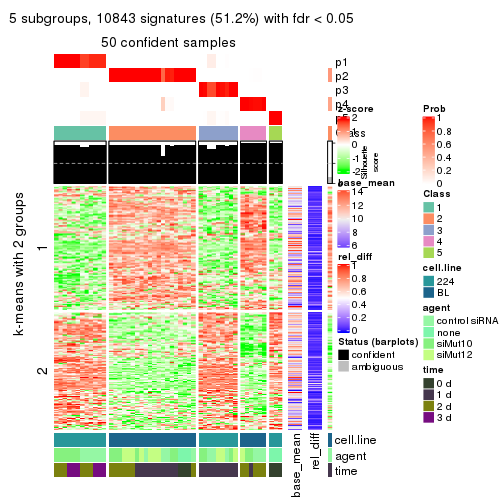 5 subgroups, 10843 signatures (51.2%) with fdr < 0.05
50 confident samples
p1
p2
p3
p4
Class
Silhouette
score
k-means with 2 groups
1
2
base_mean
rel_diff
cell.line
agent
time
z-score
2
1
0
-1
-2
base_mean
14
12
10
8
6
rel_diff
1
0.8
0.6
0.4
0.2
0
Status (barplots)
confident
ambiguous
Prob
1
0.8
0.6
0.4
0.2
0
Class
1
2
3
4
5
cell.line
224
BL
agent
control siRNA
none
siMut10
siMut12
time
0 d
1 d
2 d
3 d